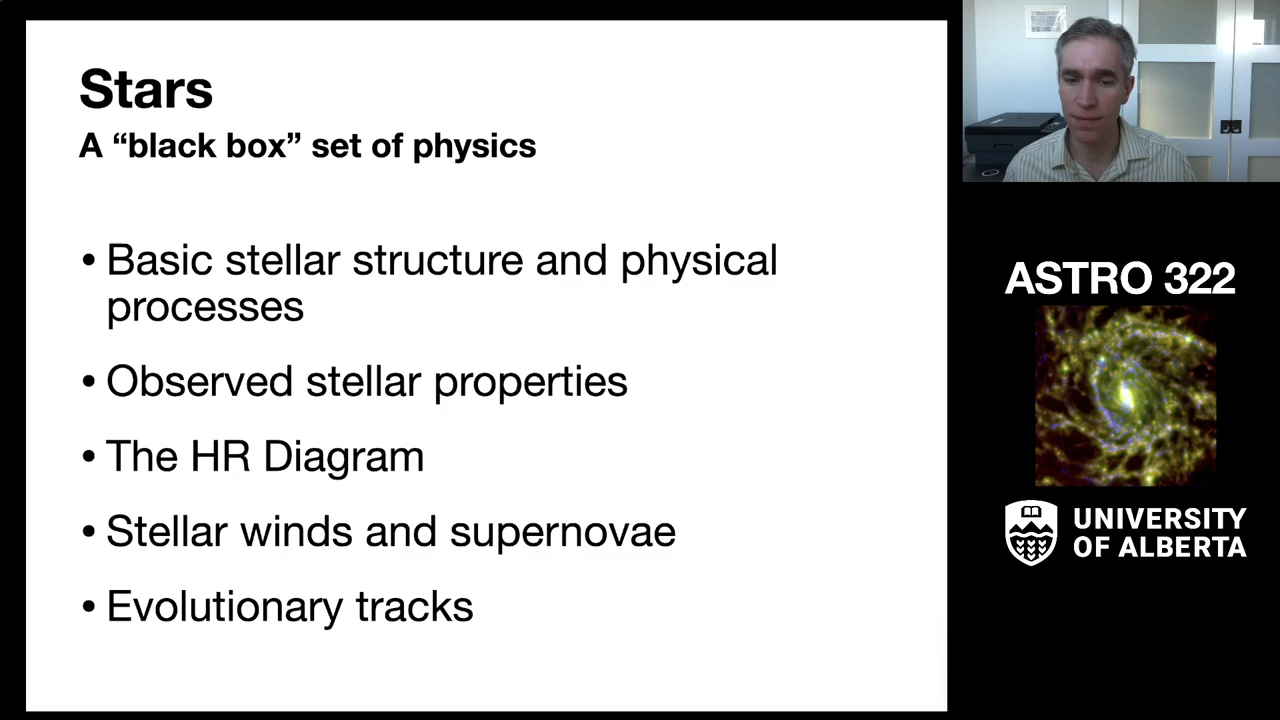 Stars
A “black box” set of physics
• Basic stellar structure and physical
processes
• Observed stellar properties
• The HR Diagram
• Stellar winds and supernovae
• Evolutionary tracks
ASTRO 322
UNIVERSITY
OF ALBERTA